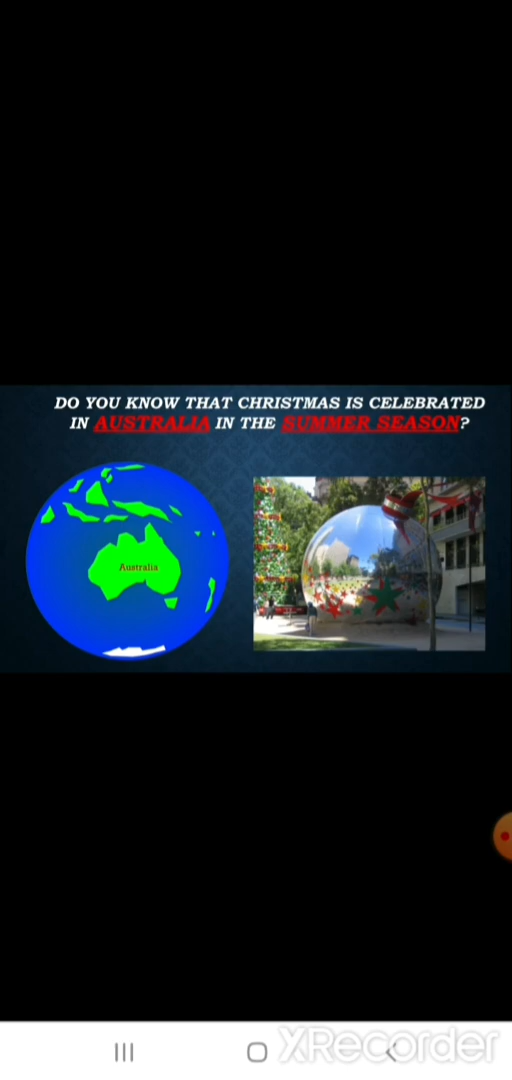 DO YOU KNOW THAT CHRISTMAS IS CELEBRATED
IN AUSTRALIA IN THE SUMMER SEASON?
Australia
XRecorder